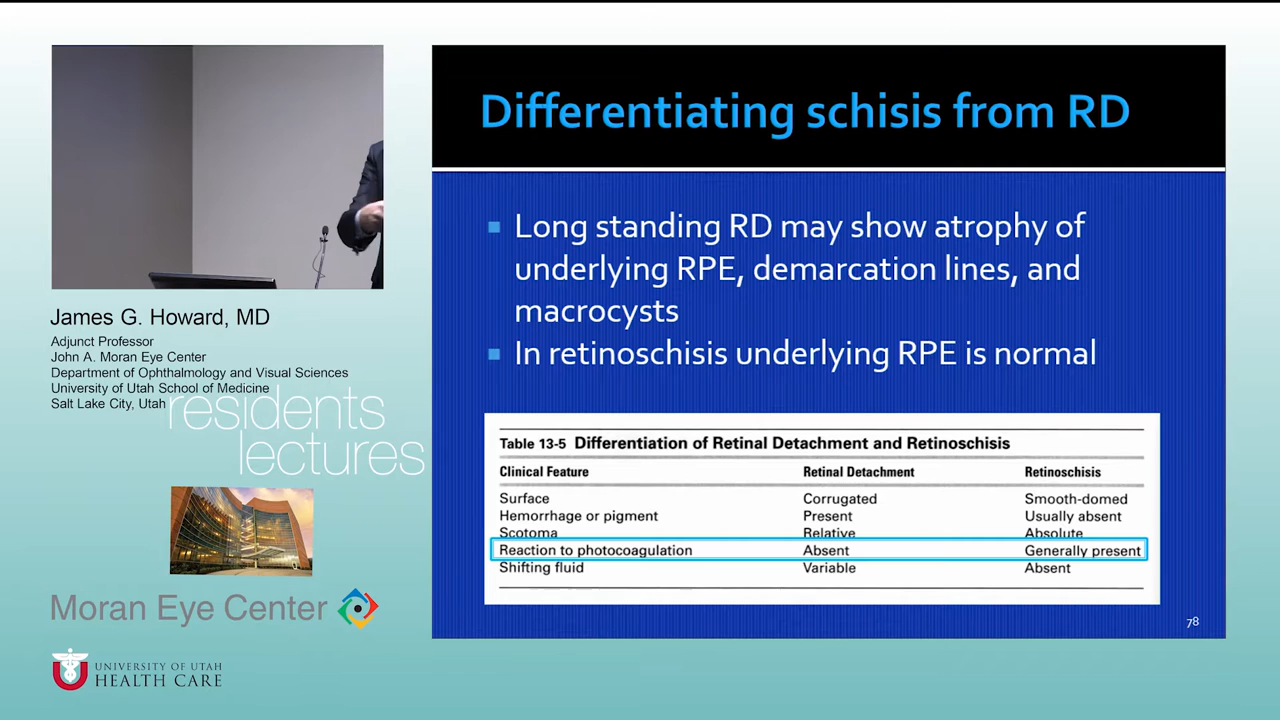 Differentiating schisis from RD
Long standing RD may show atrophy of
underlying RPE, demarcation lines, and
macrocysts
In retinoschisis underlying RPE is normal
Table 13-5 Differentiation of Retinal Detachment and Retinoschisis
Clinical Feature Retinal Detachment Retinoschisis
Surface Corrugated Smooth-domed
Hemorrhage or pigment Present Usually absent
Scotoma Relative Absolute
Reaction to photocoagulation Absent Generally present
Shifting fluid Variable Absent
78
James G. Howard, MD
Adjunct Professor
John A. Moran Eye Center
Department of Ophthalmology and Visual Sciences
University of Utah School of Medicine
Salt Lake City, Utah
residents
lectures
Moran Eye Center
UNIVERSITY OF UTAH
HEALTH CARE